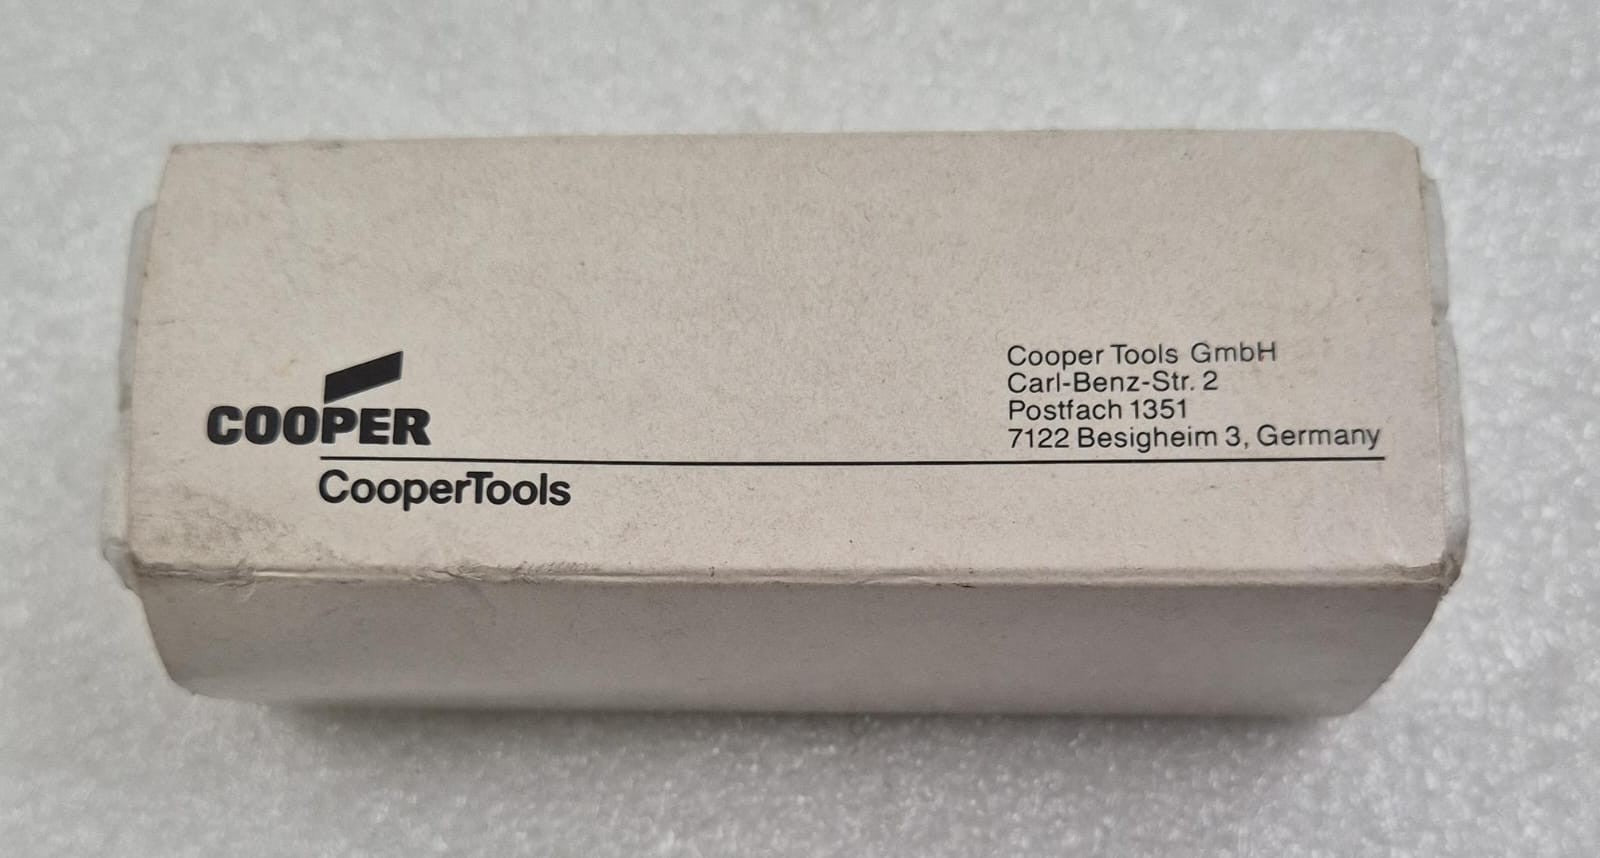 COOPER
CooperTools
Cooper Tools GmbH
Carl-Benz-Str. 2
Postfach 1351
7122 Besigheim 3, Germany